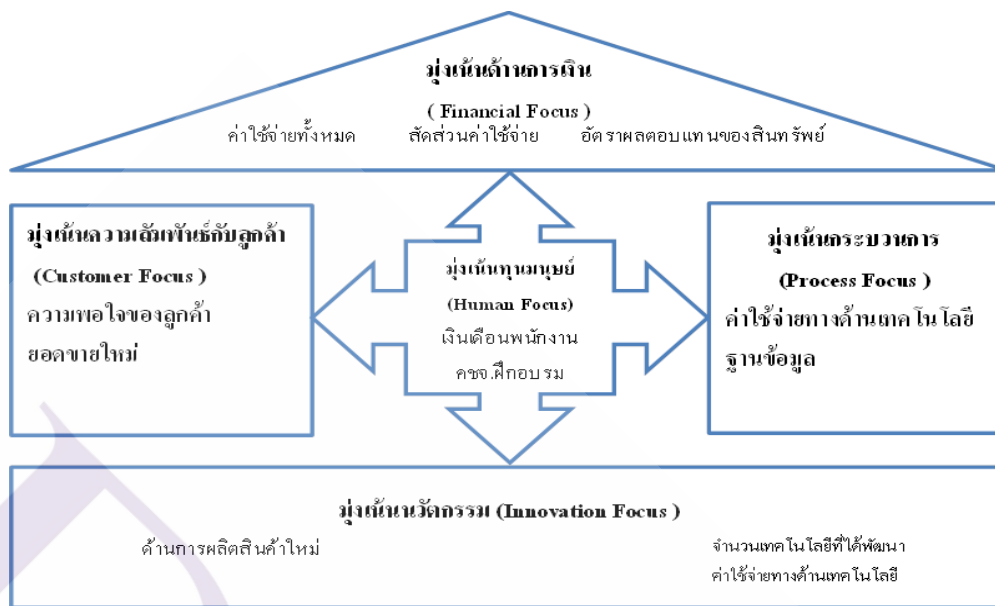 มุ่งเน้นด้านการเงิน
( Financial Focus )
ค่าใช้จ่ายทั้งหมด สัดส่วนค่าใช้จ่าย อัตราผลตอบแทนของสินทรัพย์
มุ่งเน้นความสัมพันธ์กับลูกค้า
(Customer Focus )
ความพอใจของลูกค้า
ยอดขายใหม่
มุ่งเน้นทุนมนุษย์
(Human Focus)
เงินเดือนพนักงาน
คชจ.ฝึกอบรม
มุ่งเน้นกระบวนการ
(Process Focus )
ค่าใช้จ่ายทางด้านเทคโนโลยี
ฐานข้อมูล
มุ่งเน้นนวัตกรรม (Innovation Focus )
ด้านการผลิตสินค้าใหม่
จำนวนเทคโนโลยีที่ได้พัฒนา
ค่าใช้จ่ายทางด้านเทคโนโลยี